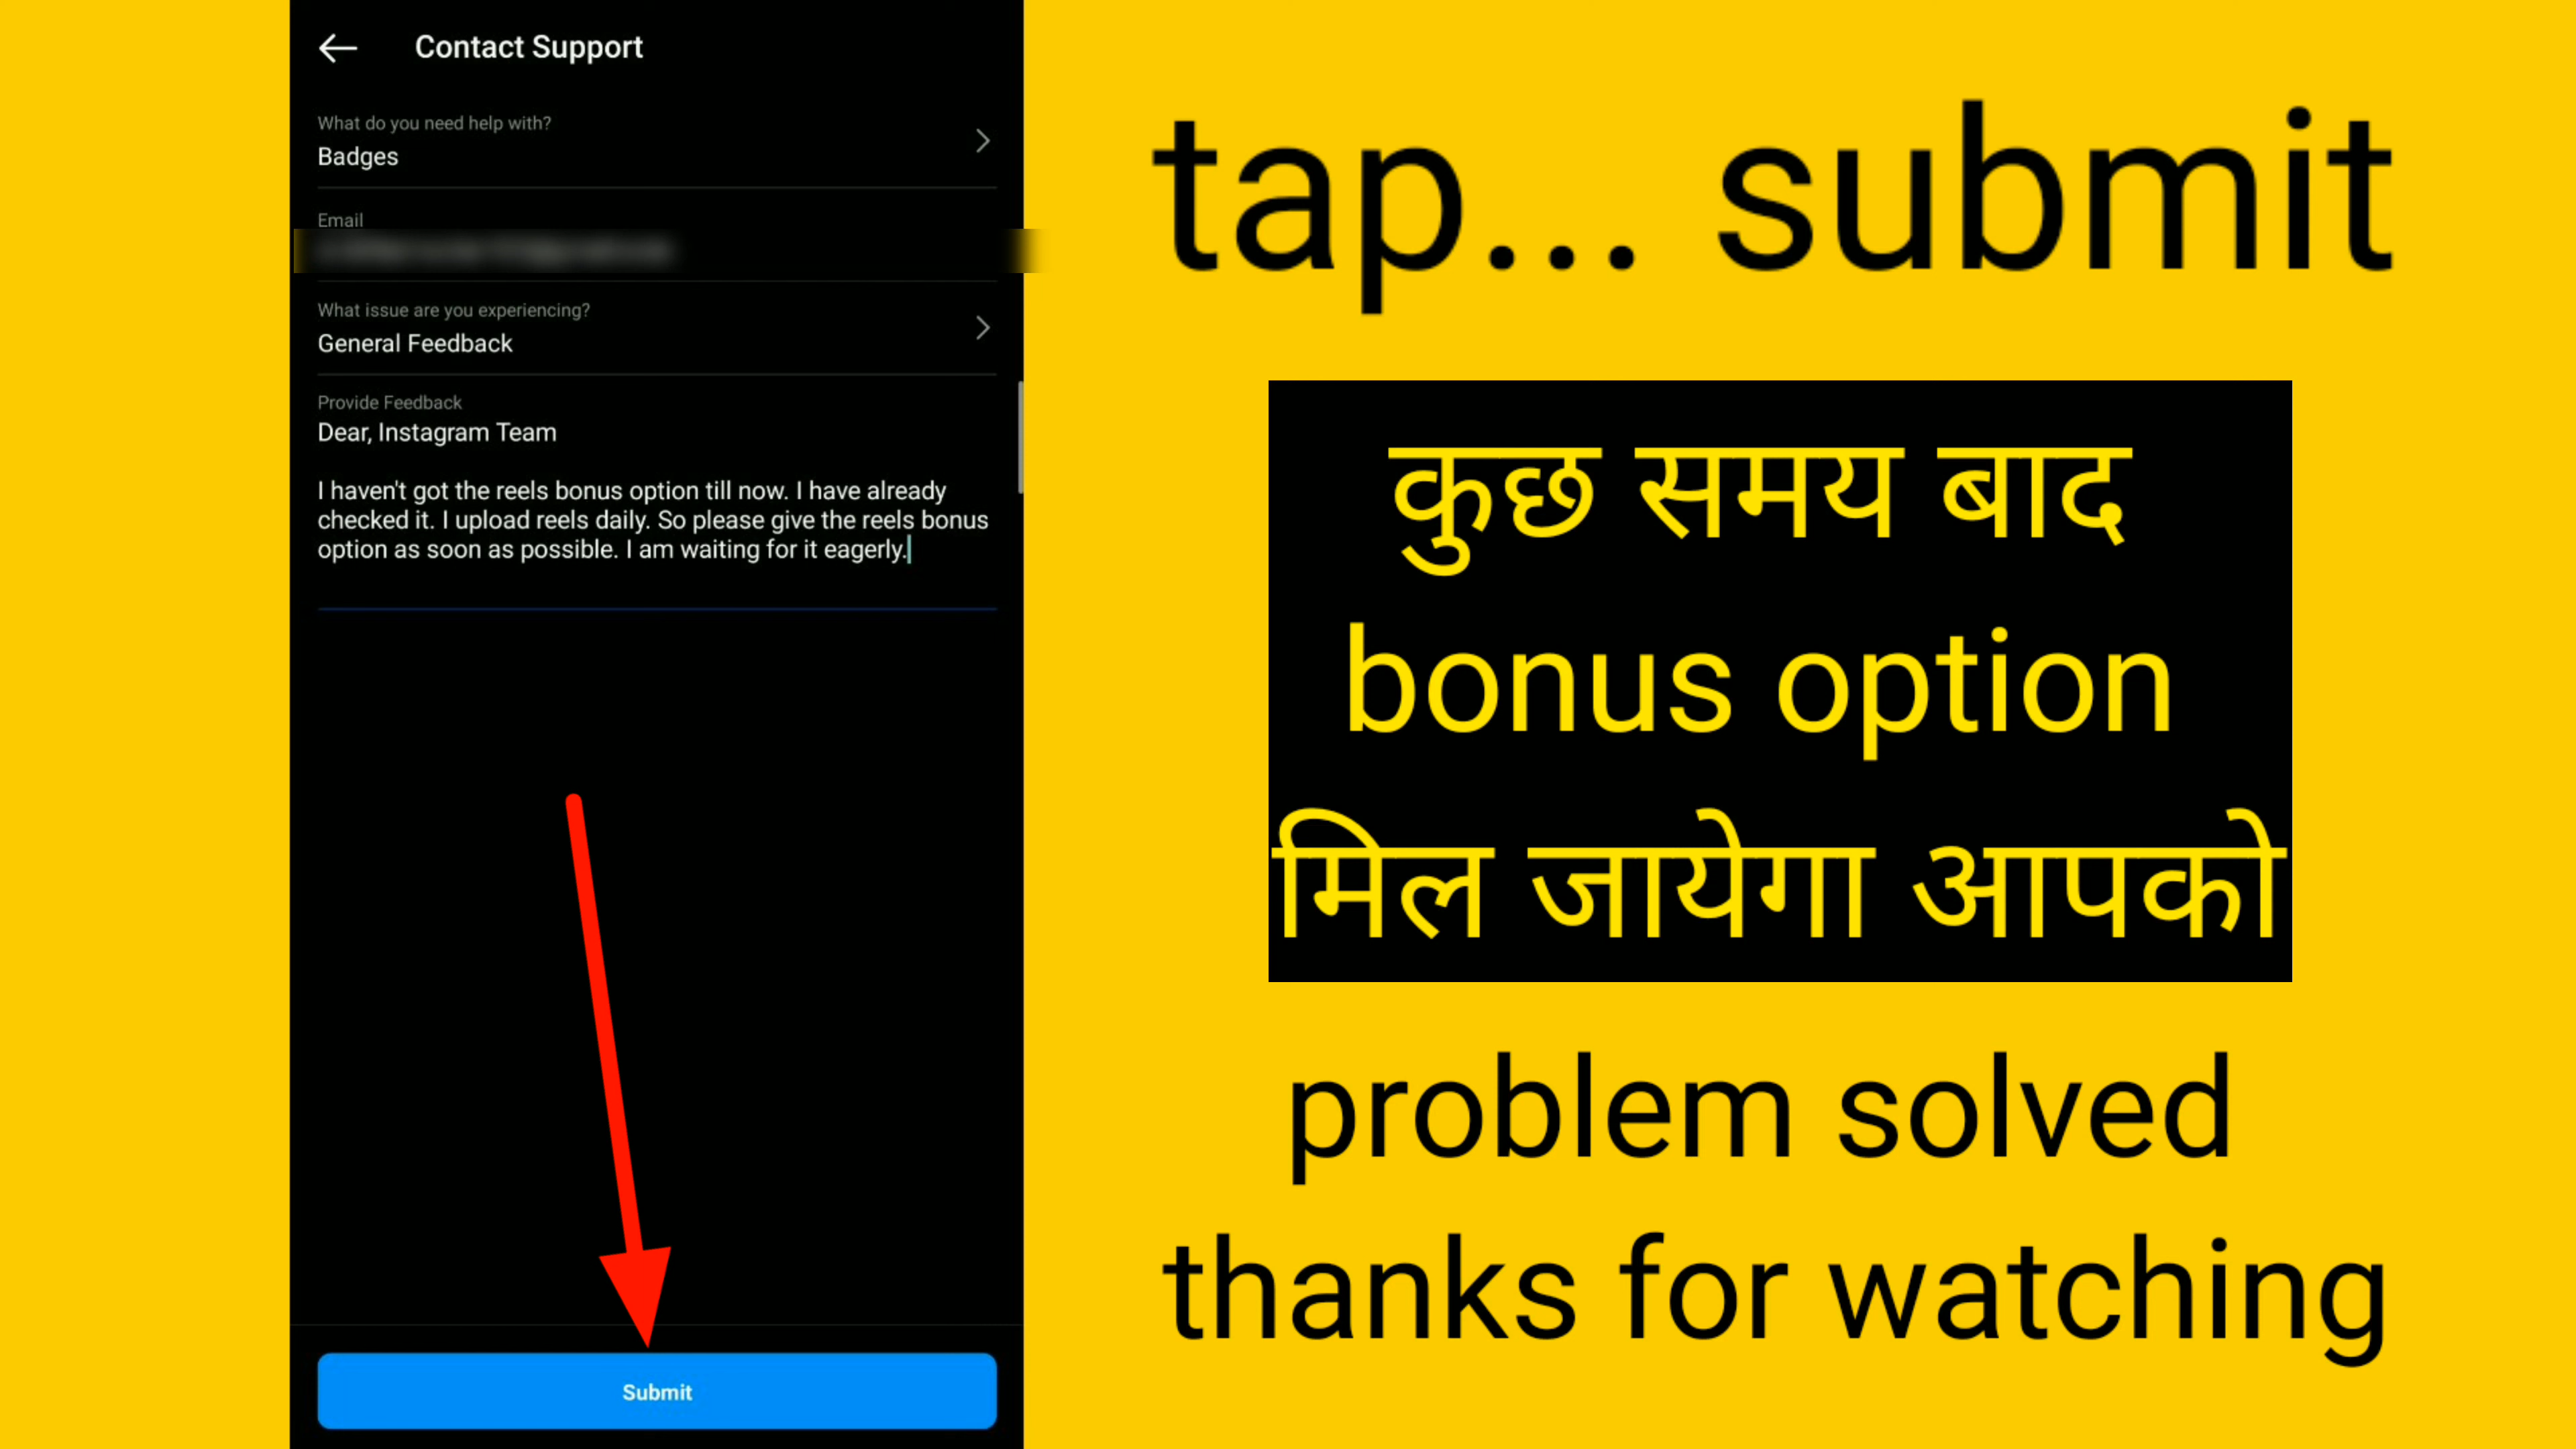 Contact Support
What do you need help with?
Badges
Email
What issue are you experiencing?
General Feedback
Provide Feedback
Dear, Instagram Team
I haven't got the reels bonus option till now. I have already
checked it. I upload reels daily. So please give the reels bonus
option as soon as possible. I am waiting for it eagerly.
Submit
tap... submit
कुछ समय बाद
bonus option
मिल जायेगा आपको
problem solved
thanks for watching